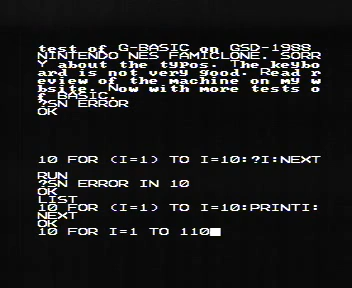 test of G-BASIC on GSD-1988
NINTENDO NES FAMICLONE. SORR
Y about the tYPos. The keYbo
ard is not verY good. Read r
eview of the machine on mY w
bsite. Now with more tests o
f BASIC.
?SN ERROR
OK
10 FOR (I=1) TO I=10:?I:NEXT
RUN
?SN ERROR IN 10
OK
LIST
10 FOR (I=1) TO I=10:PRINTI:
NEXT
OK
10 FOR I=1 TO 110